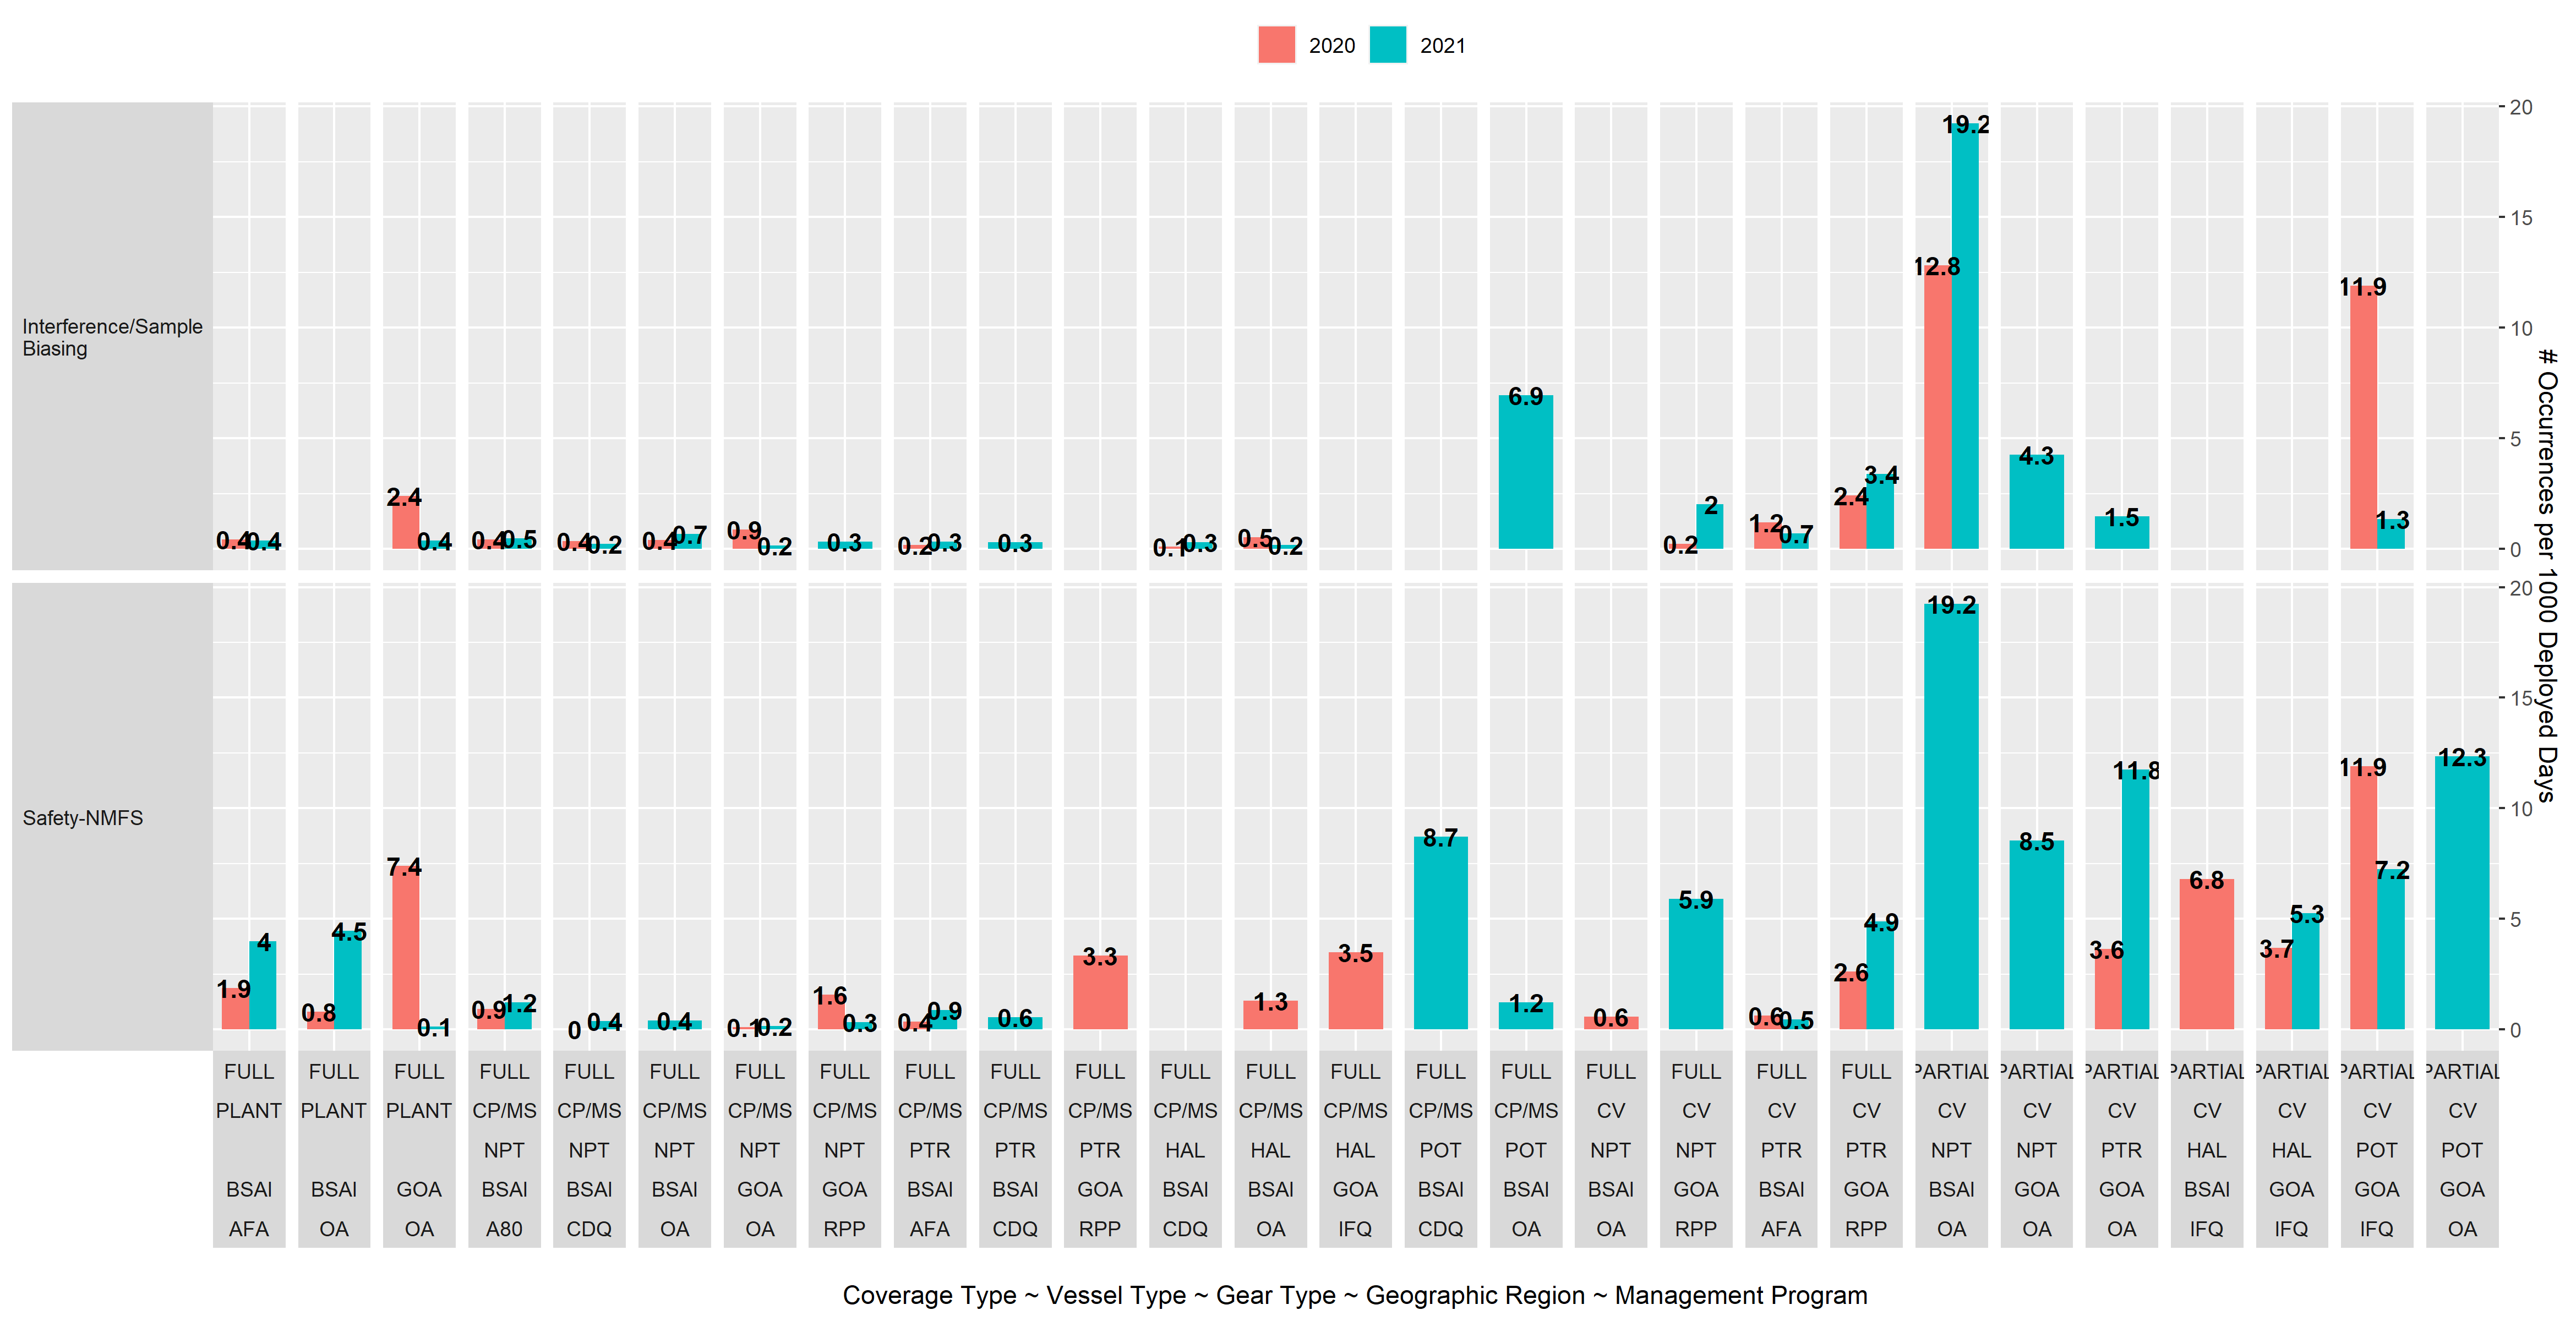 2020 2021
Interference/Sample
Biasing
0.4 0.4 2.4 0.4 0.4 0.5 0.4 0.2 0.4 0.7 0.9 0.2 0.3 0.2 0.3 0.3 0.1 0.3 0.5 0.2 6.9 0.2 2 1.2 0.7 2.4 3.4 12.8 19.2 4.3 1.5 11.9 1.3
20
15
10
5
0
Safety-NMFS
1.9 4 0.8 4.5 7.4 0.1 0.9 1.2 0 0.4 0.4 0.1 0.2 1.6 0.3 0.4 0.9 0.6 3.3 1.3 3.5 8.7 1.2 0.6 5.9 0.6 0.5 2.6 4.9 19.2 8.5 3.6 11.8 6.8 3.7 5.3 11.9 7.2 12.3
20
15
10
5
0
# Occurrences per 1000 Deployed Days
FULL FULL FULL FULL FULL FULL FULL FULL FULL FULL FULL FULL FULL FULL FULL FULL FULL FULL FULL FULL PARTIAL PARTIAL PARTIAL PARTIAL PARTIAL PARTIAL PARTIAL
PLANT PLANT PLANT CP/MS CP/MS CP/MS CP/MS CP/MS CP/MS CP/MS CP/MS CP/MS CP/MS CP/MS CP/MS CP/MS CV CV CV CV CV CV CV CV CV CV CV
NPT NPT NPT NPT NPT PTR PTR PTR HAL HAL HAL POT POT NPT NPT PTR PTR NPT NPT PTR HAL HAL POT POT
BSAI BSAI GOA BSAI BSAI BSAI GOA GOA BSAI BSAI GOA BSAI BSAI GOA BSAI BSAI BSAI GOA BSAI GOA BSAI GOA GOA BSAI GOA GOA GOA
AFA OA OA A80 CDQ OA OA RPP AFA CDQ RPP CDQ OA IFQ CDQ OA OA RPP AFA RPP OA OA OA IFQ IFQ IFQ OA
Coverage Type ~ Vessel Type ~ Gear Type ~ Geographic Region ~ Management Program